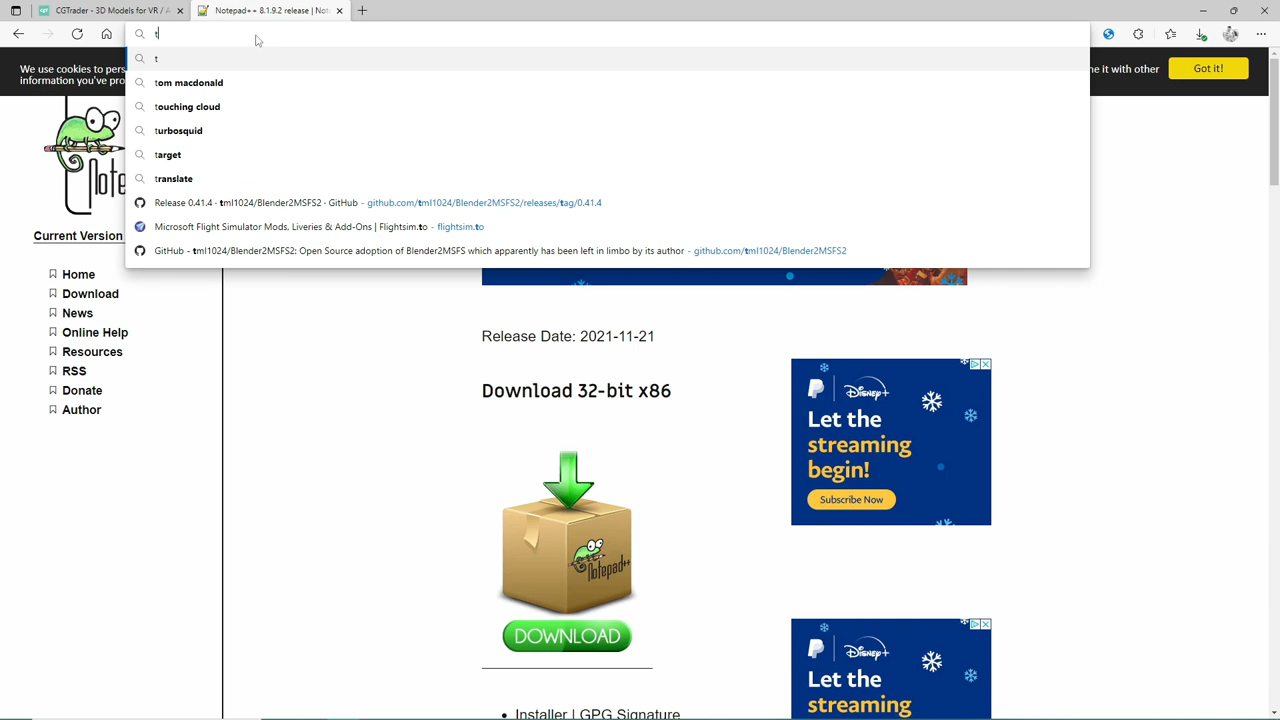 CGTrader - 3D Models for VR / A
Notepad++ 8.1.9.2 release | Not
t
t
tom macdonald
touching cloud
turbosquid
target
translate
Release 0.41.4 · tml1024/Blender2MSFS2 · GitHub - github.com/tml1024/Blender2MSFS2/releases/tag/0.41.4
Microsoft Flight Simulator Mods, Liveries & Add-Ons | Flightsim.to - flightsim.to
GitHub - tml1024/Blender2MSFS2: Open Source adoption of Blender2MSFS which apparently has been left in limbo by its author - github.com/tml1024/Blender2MSFS2
We use cookies to pers
information you've pro
ne it with other
Got it!
Note
Current Version
Home
Download
News
Online Help
Resources
RSS
Donate
Author
Release Date: 2021-11-21
Download 32-bit x86
Notepad++
DOWNLOAD
Installer | GPG Signature
DISNEY+
Let the
streaming
begin!
Subscribe Now
DISNEY+
Let the
streaming